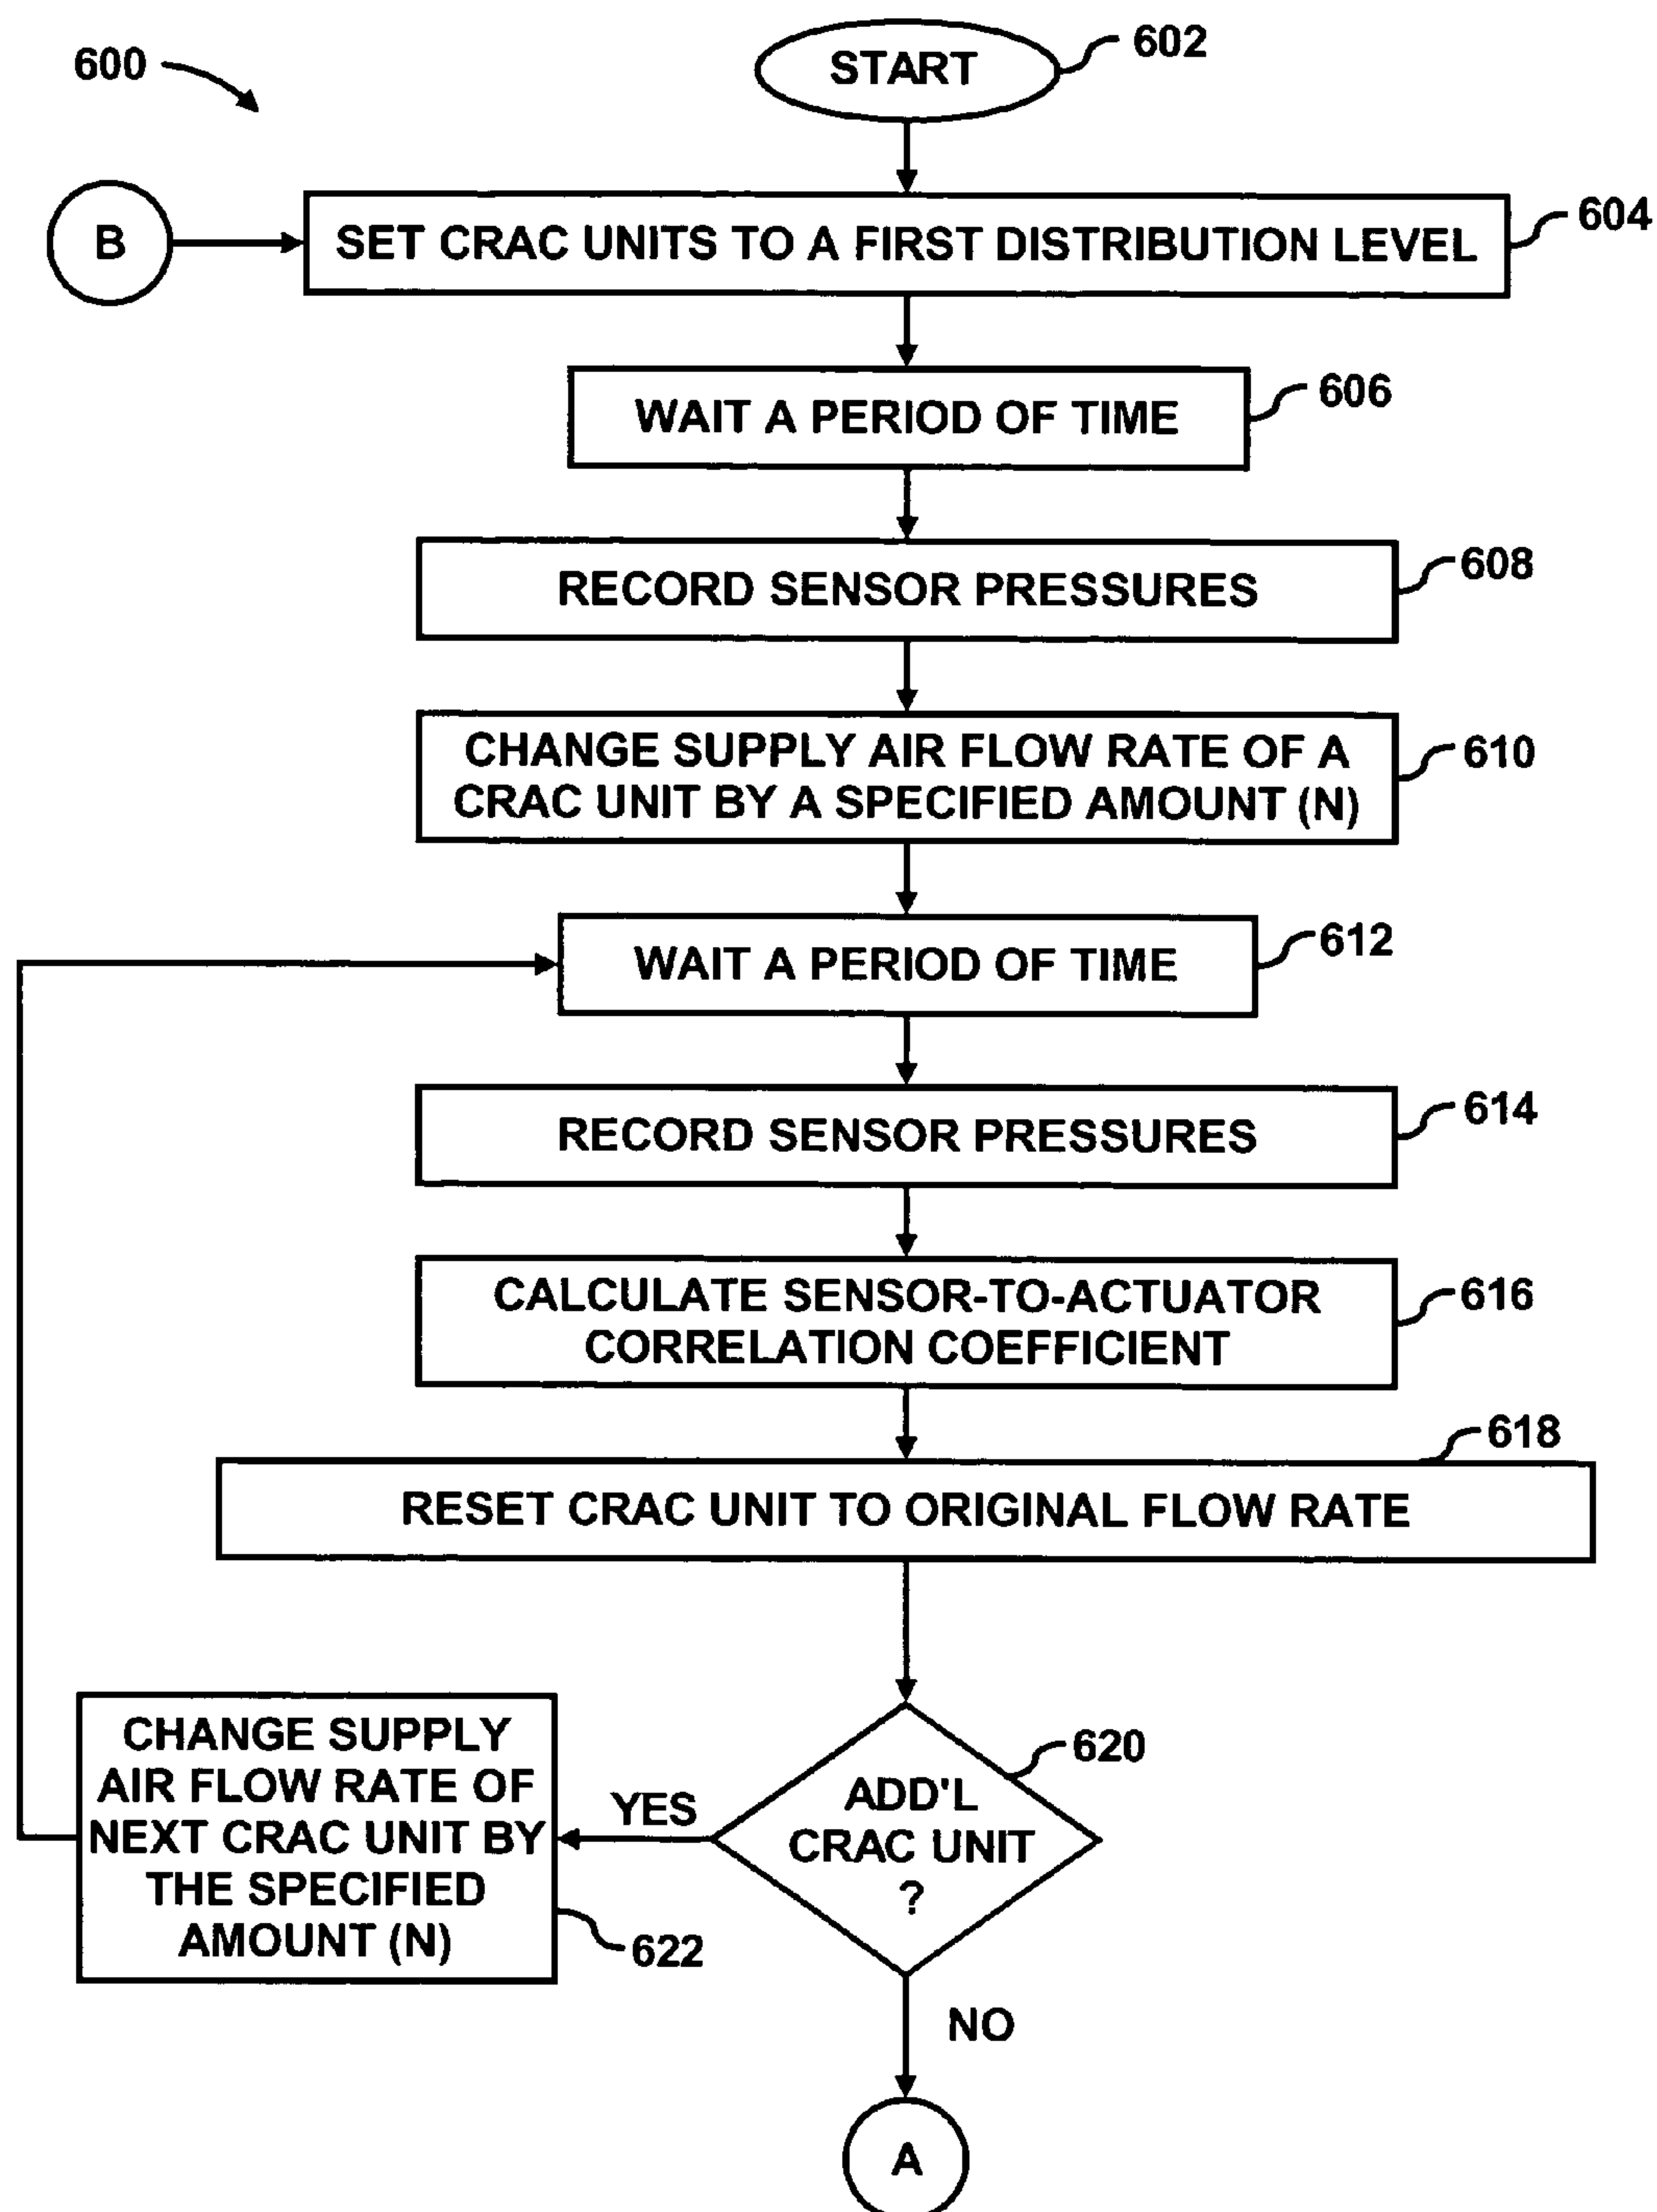 600
START
602
B
SET CRAC UNITS TO A FIRST DISTRIBUTION LEVEL
604
WAIT A PERIOD OF TIME
606
RECORD SENSOR PRESSURES
608
CHANGE SUPPLY AIR FLOW RATE OF A
CRAC UNIT BY A SPECIFIED AMOUNT (N)
610
WAIT A PERIOD OF TIME
612
RECORD SENSOR PRESSURES
614
CALCULATE SENSOR-TO-ACTUATOR
CORRELATION COEFFICIENT
616
618
RESET CRAC UNIT TO ORIGINAL FLOW RATE
620
ADD'L
CRAC UNIT
?
YES
CHANGE SUPPLY
AIR FLOW RATE OF
NEXT CRAC UNIT BY
THE SPECIFIED
AMOUNT (N)
622
NO
A